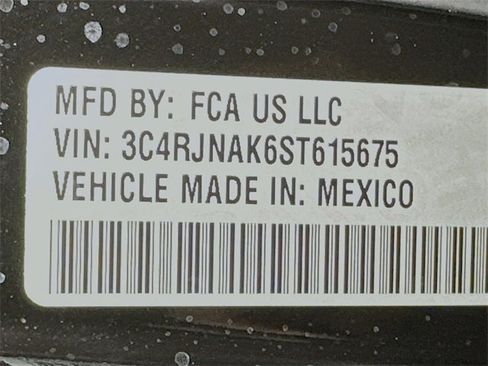 MFD BY: FCA US LLC
VIN: 3C4RJNAK6ST615675
VEHICLE MADE IN: MEXICO